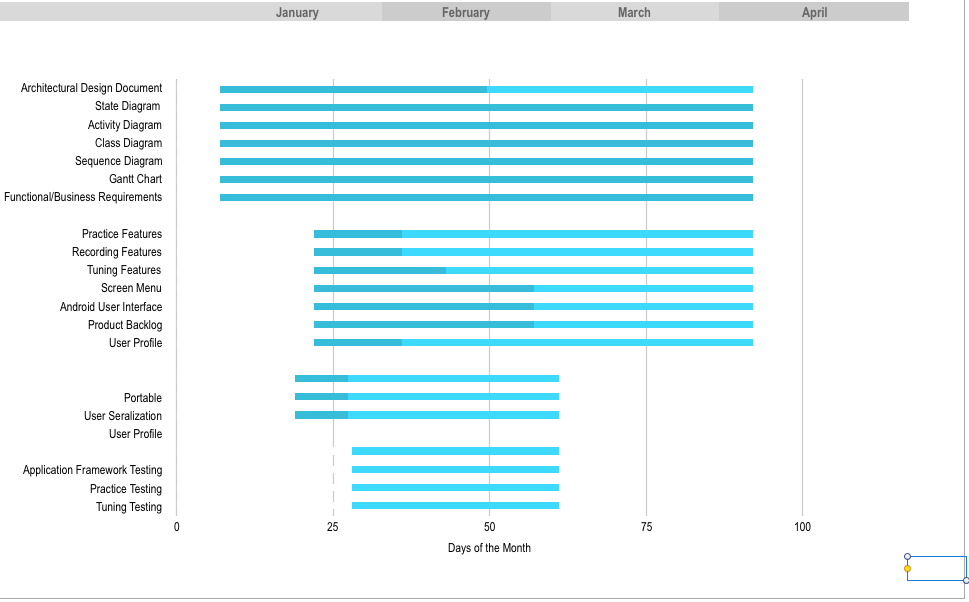 January February March April
Architectural Design Document
State Diagram
Activity Diagram
Class Diagram
Sequence Diagram
Gantt Chart
Functional/Business Requirements
Practice Features
Recording Features
Tuning Features
Screen Menu
Android User Interface
Product Backlog
User Profile
Portable
User Seralization
User Profile
Application Framework Testing
Practice Testing
Tuning Testing
0 25 50 75 100
Days of the Month